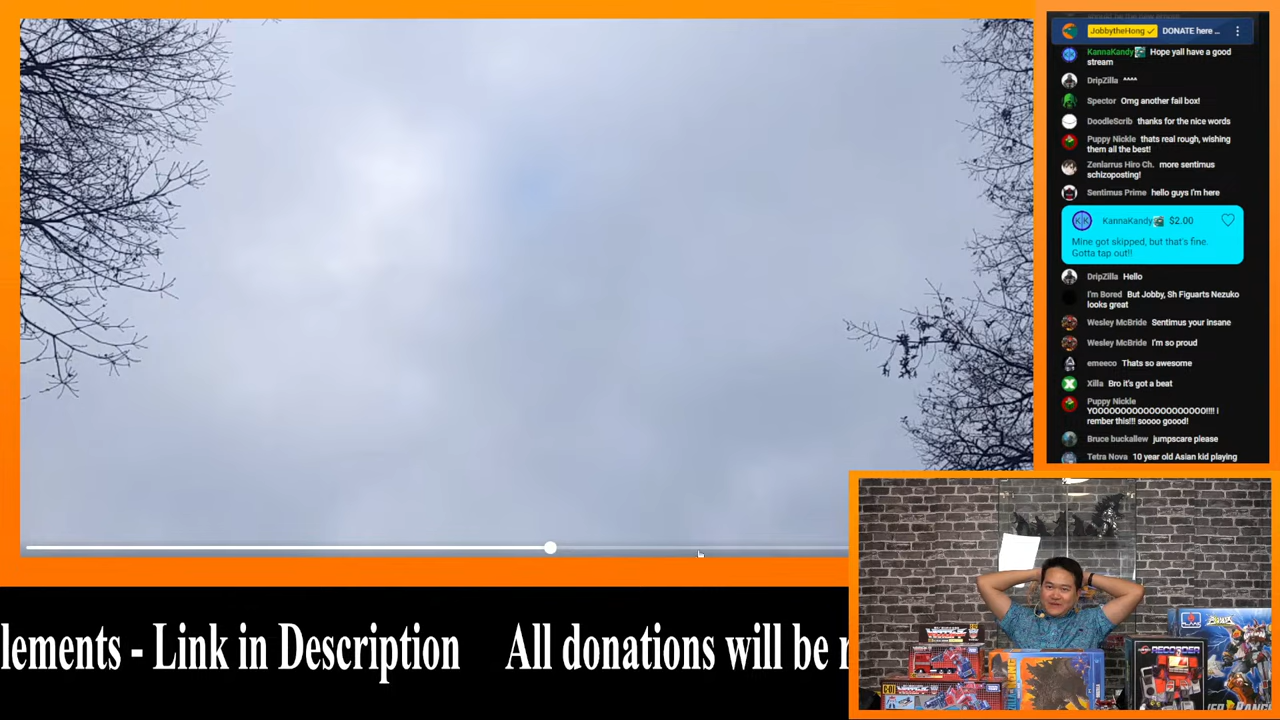 JobbytheHong DONATE here ...
KannaKandy Hope yall have a good
stream
DripZilla ^^^^
Spector Omg another fail box!
DoodleScrib thanks for the nice words
Puppy Nickle thats real rough, wishing
them all the best!
Zenlarrus Hiro Ch. more sentimus
schizoposting!
Sentimus Prime hello guys I'm here
KK KannaKandy $2.00
Mine got skipped, but that's fine.
Gotta tap out!!
DripZilla Hello
I'm Bored But Jobby, Sh Figuarts Nezuko
looks great
Wesley McBride Sentimus your insane
Wesley McBride I'm so proud
emeeco Thats so awesome
Xilla Bro it's got a beat
Puppy Nickle
YOOOOOOOOOOOOOOOOOOO!!!! i
rember this!!! soooo goood!
Bruce buckallew jumpscare please
Tetra Nova 10 year old Asian kid playing
lements - Link in Description All donations will be
RECORDER